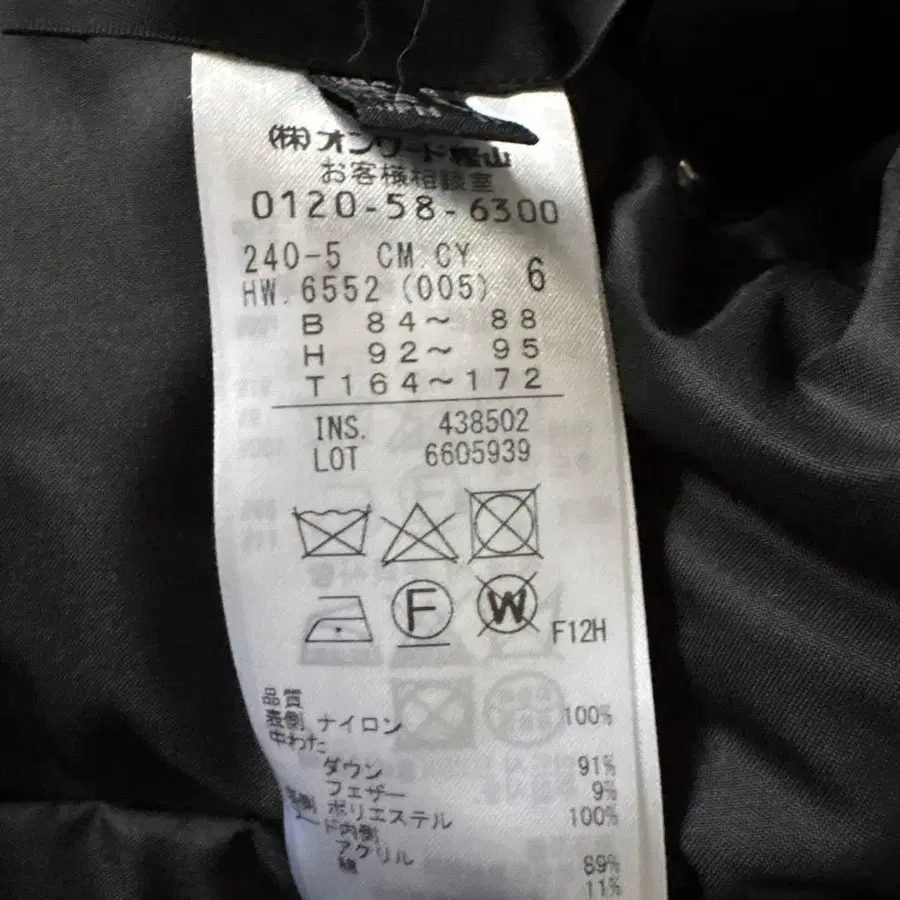 (株)オンワード樫山
お客様相談室
0120-58-6300
240-5 CM.CY. 6
HW. 6552 (005)
B 84~ 88
H 92~ 95
T 164~172
INS. 438502
LOT 6605939
F
W
F12H
品質
表側 ナイロン 100%
中わた
ダウン 91%
フェザー 9%
ポリエステル 100%
フード内側
アクリル 89%
11%